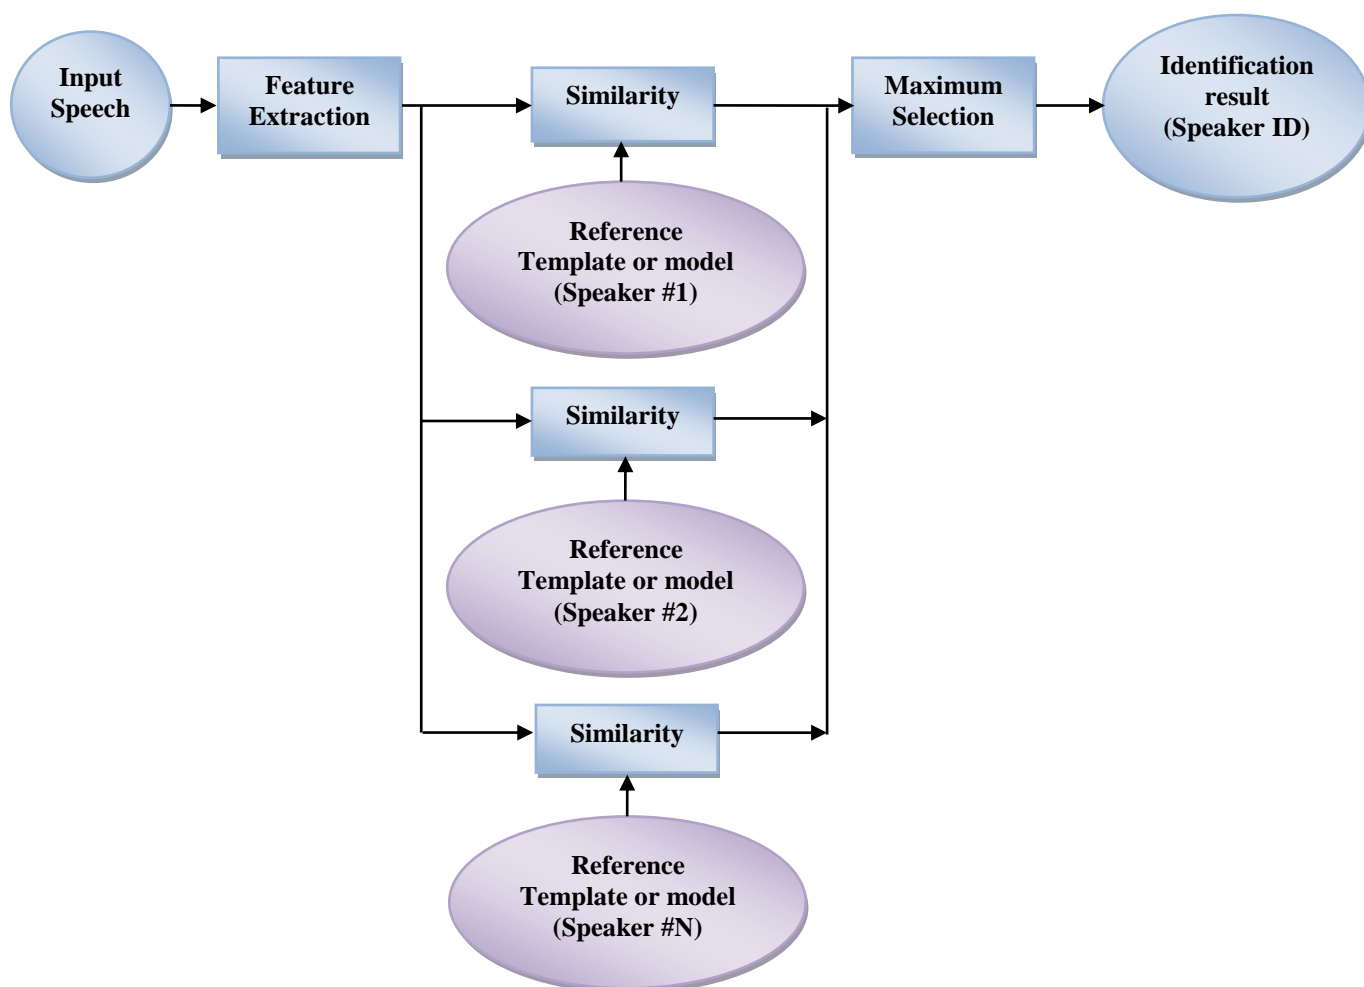 Input
Speech
Feature
Extraction
Similarity
Maximum
Selection
Identification
result
(Speaker ID)
Reference
Template or model
(Speaker #1)
Similarity
Reference
Template or model
(Speaker #2)
Similarity
Reference
Template or model
(Speaker #N)